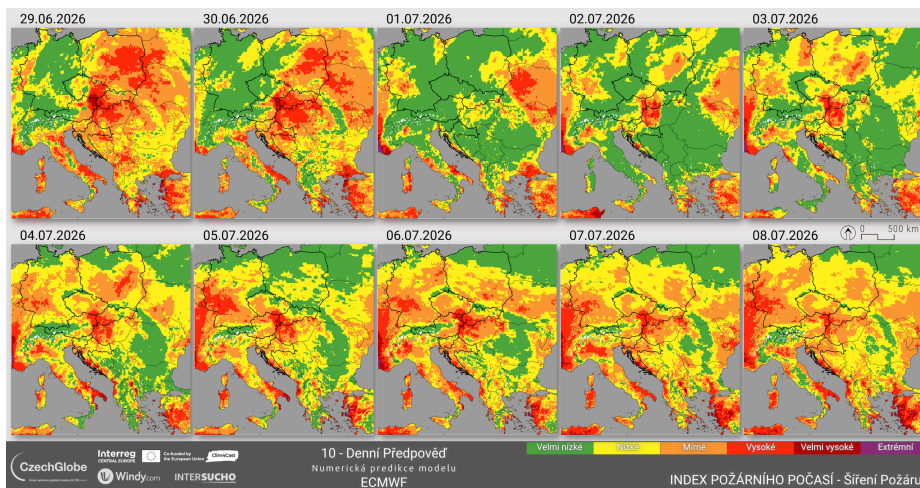 29.06.2026
30.06.2026
01.07.2026
02.07.2026
03.07.2026
04.07.2026
05.07.2026
06.07.2026
07.07.2026
08.07.2026
0 500 km
Velmi nízké Nízké Mírné Vysoké Velmi vysoké Extrémní
CzechGlobe
Interreg
CENTRAL EUROPE
Co-funded by
the European Union
Clim4Cast
Windy.com
INTERSUCHO
10 - Denní Předpověď
Numerická predikce modelu
ECMWF
INDEX POŽÁRNÍHO POČASÍ - Šíření Požáru